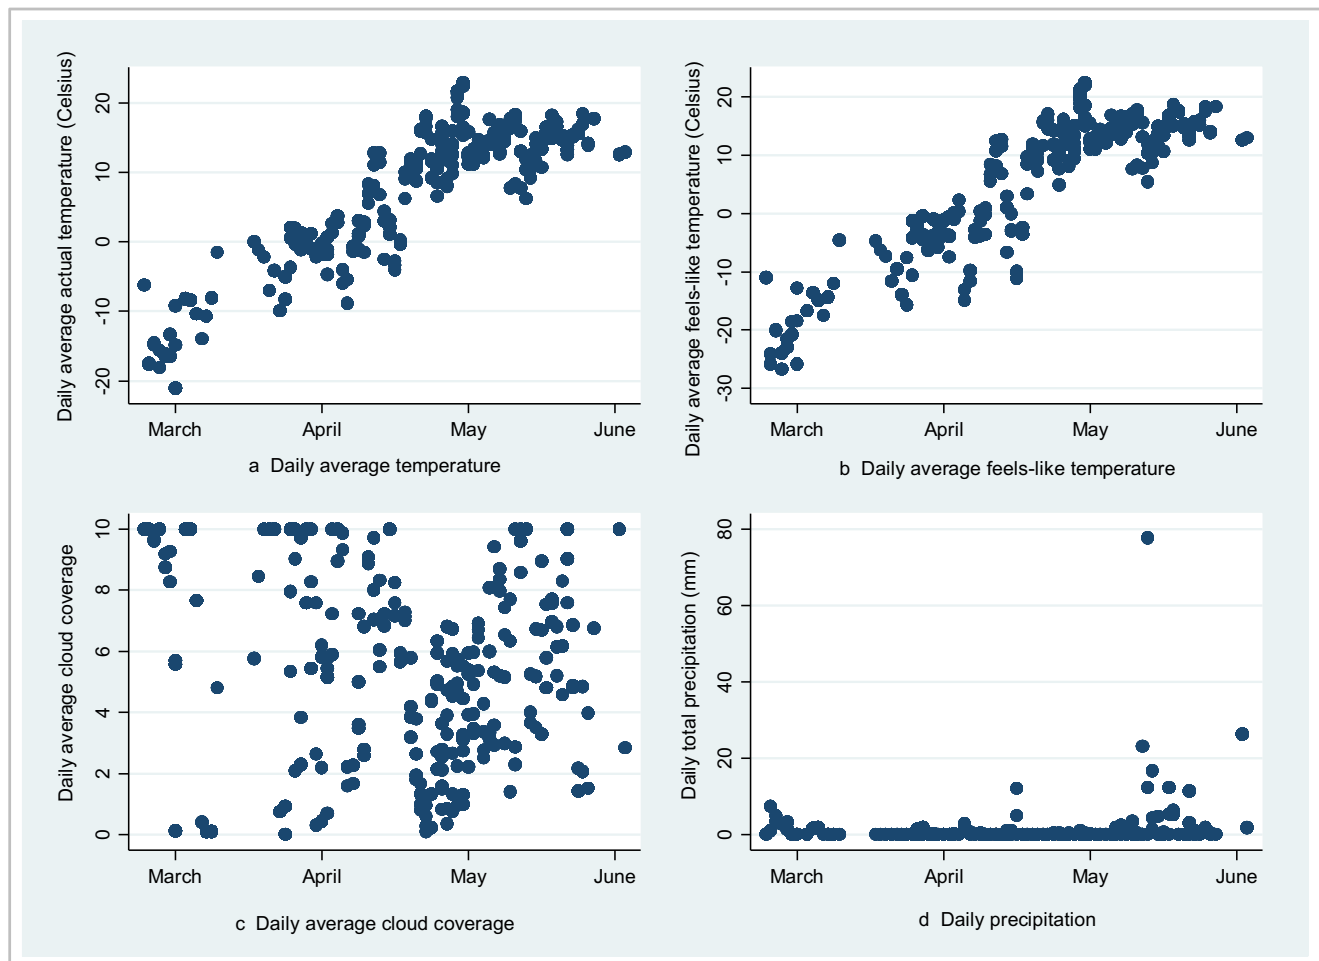 Daily average actual temperature (Celsius)
20
10
0
-10
-20
March April May June
a Daily average temperature
Daily average feels-like temperature (Celsius)
20
10
0
-10
-20
-30
March April May June
b Daily average feels-like temperature
Daily average cloud coverage
10
8
6
4
2
0
March April May June
c Daily average cloud coverage
Daily total precipitation (mm)
80
60
40
20
0
March April May June
d Daily precipitation